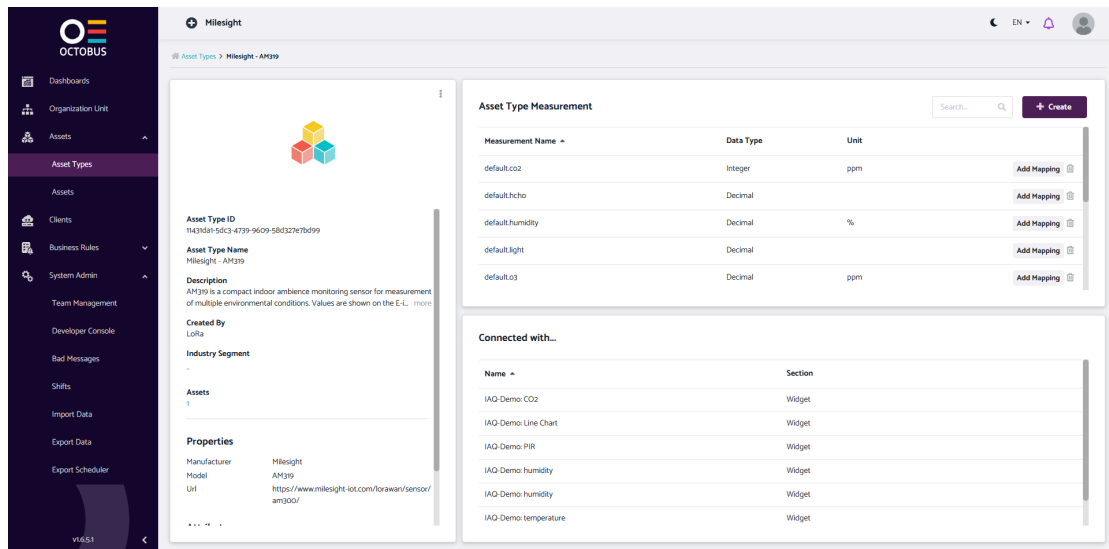 OCTOBUS
Dashboards
Organization Unit
Assets
Asset Types
Assets
Clients
Business Rules
System Admin
Team Management
Developer Console
Bad Messages
Shifts
Import Data
Export Data
Export Scheduler
v1.6.5.1
Milesight
EN
Asset Types > Milesight - AM319
Asset Type ID
11431da1-5dc3-4739-9609-58d327e7bd99
Asset Type Name
Milesight - AM319
Description
AM319 is a compact indoor ambience monitoring sensor for measurement
of multiple environmental conditions. Values are shown on the E-i... more
Created By
LoRa
Industry Segment
-
Assets
1
Properties
Manufacturer Milesight
Model AM319
Url https://www.milesight-iot.com/lorawan/sensor/
am300/
Asset Type Measurement
Search...
+ Create
Measurement Name Data Type Unit
default.co2 Integer ppm Add Mapping
default.hcho Decimal Add Mapping
default.humidity Decimal % Add Mapping
default.light Decimal Add Mapping
default.o3 Decimal ppm Add Mapping
Connected with...
Name Section
IAQ-Demo: CO2 Widget
IAQ-Demo: Line Chart Widget
IAQ-Demo: PIR Widget
IAQ-Demo: humidity Widget
IAQ-Demo: humidity Widget
IAQ-Demo: temperature Widget